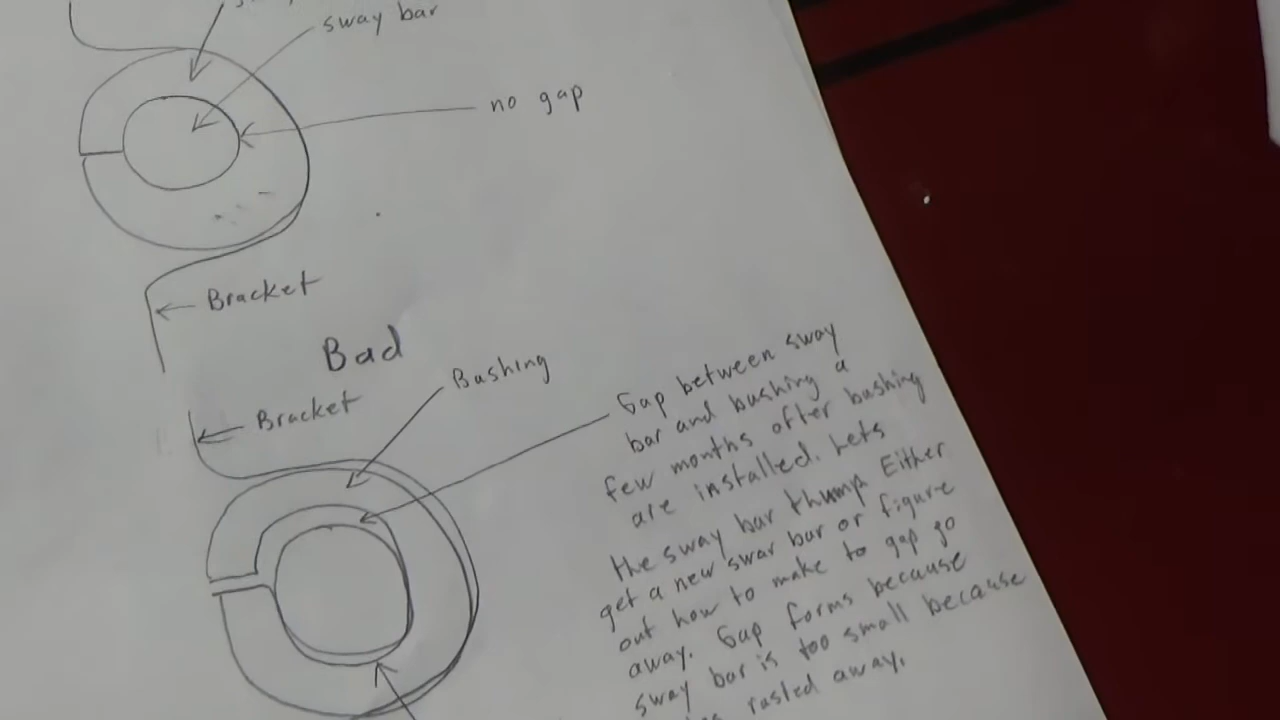 sway bar
no gap
Bracket
Bad
Bushing
Bracket
Gap between sway
bar and bushing a
few months after bushing
are installed. Lets
the sway bar thump Either
get a new swar bar or figure
out how to make to gap go
away. Gap forms because
sway bar is too small because
rusted away.